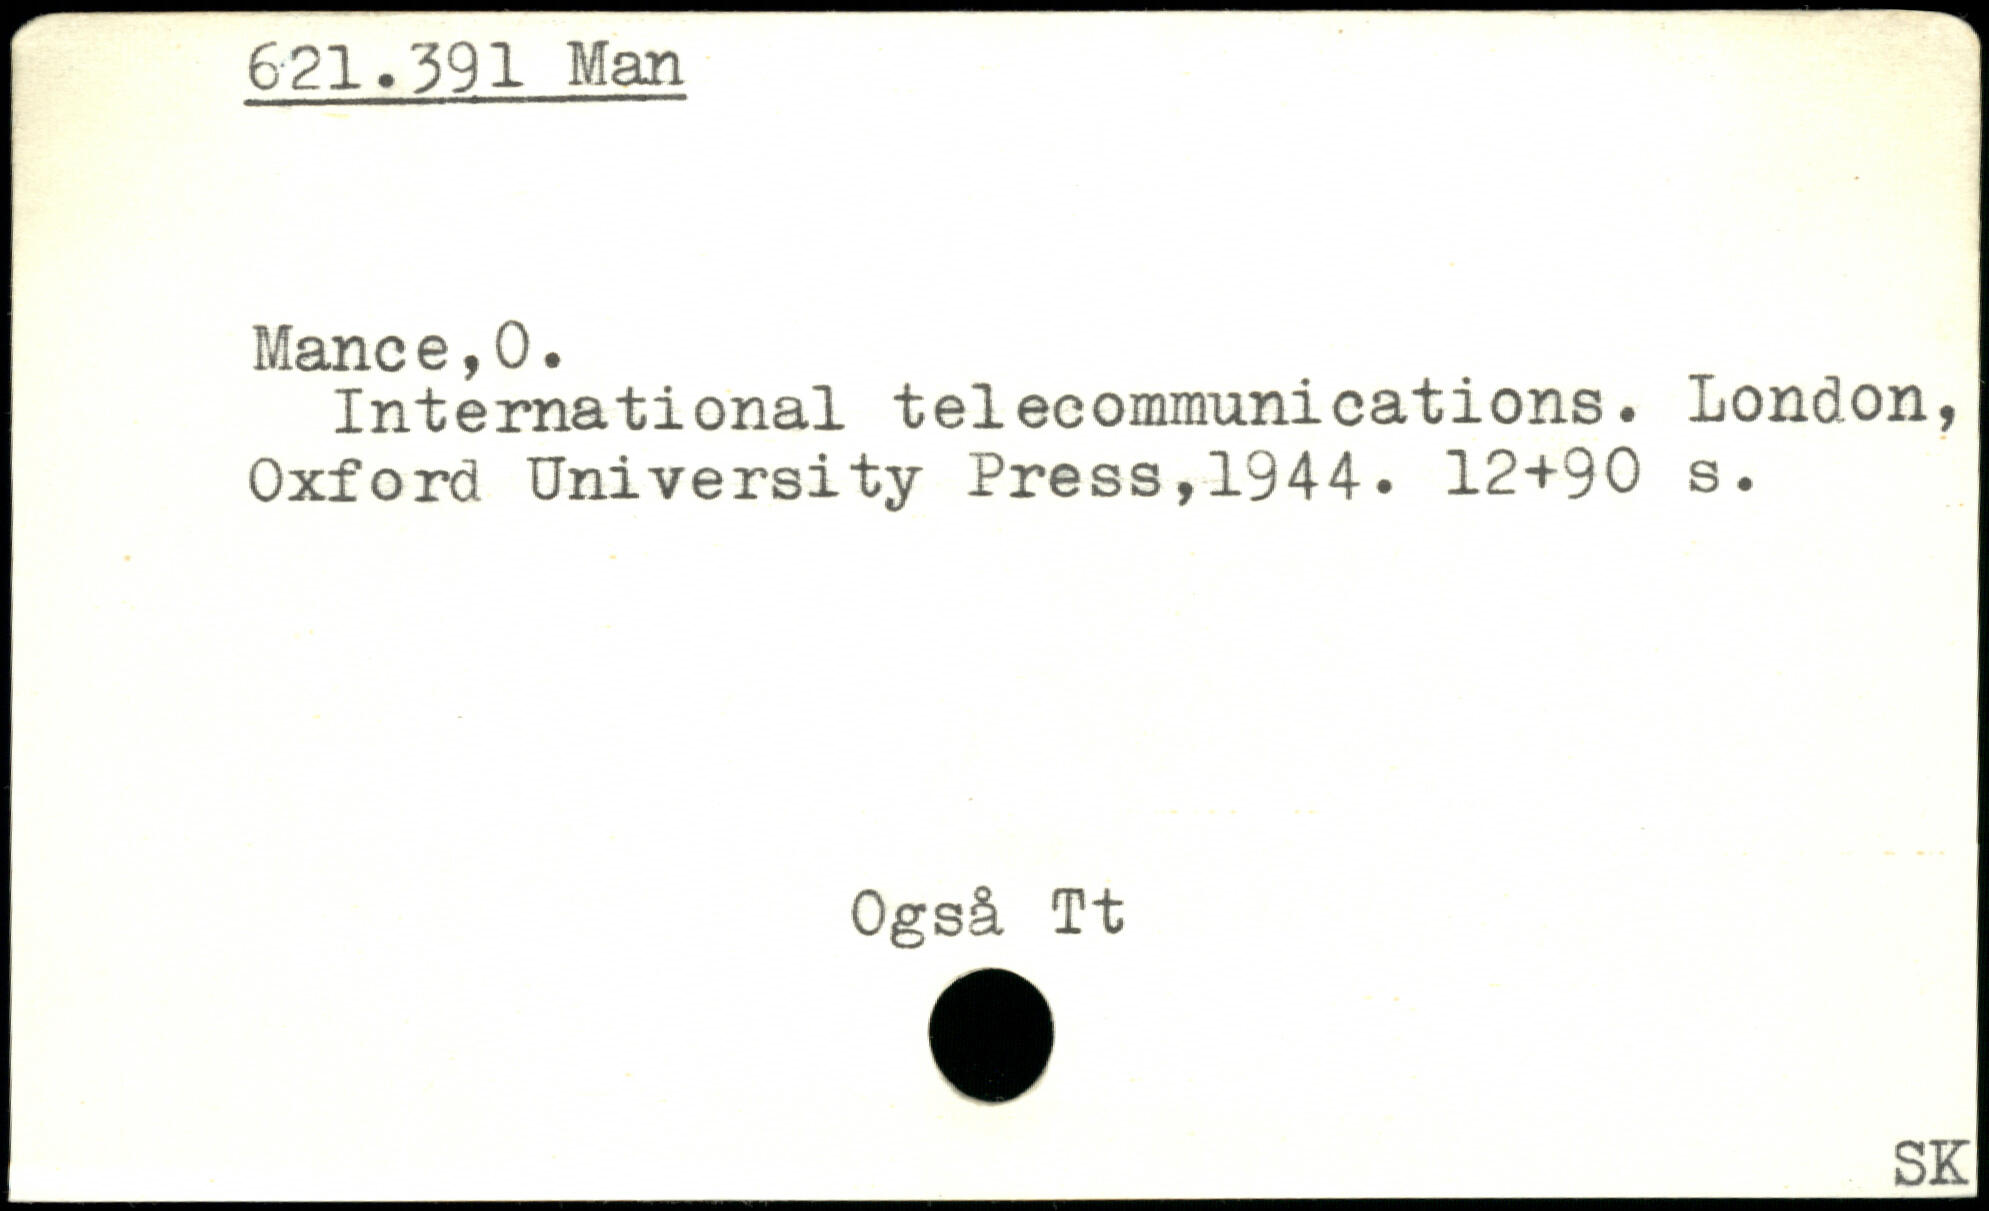 621.391 Man
Mance,O.
International telecommunications. London,
Oxford University Press,1944. 12+90 s.
Også Tt
SK